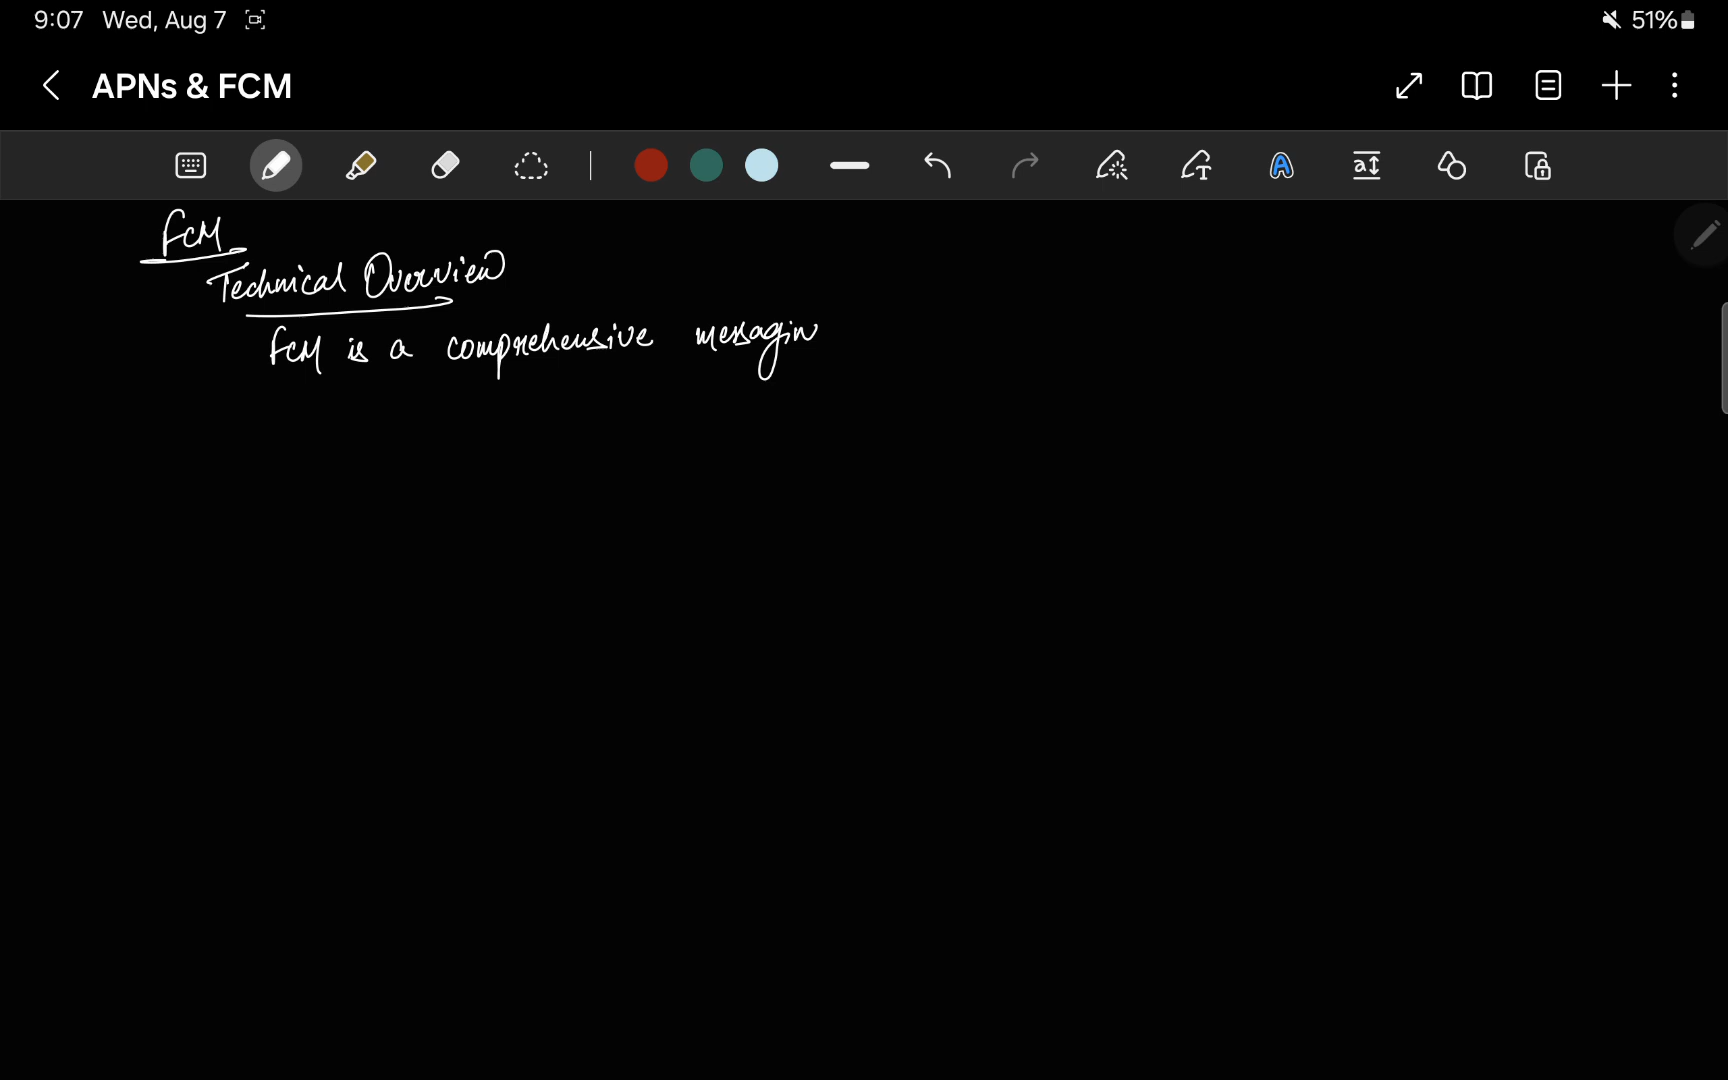 9:07 Wed, Aug 7 51%
APNs & FCM
FCM
Technical Overview
FCM is a comprehensive messagin